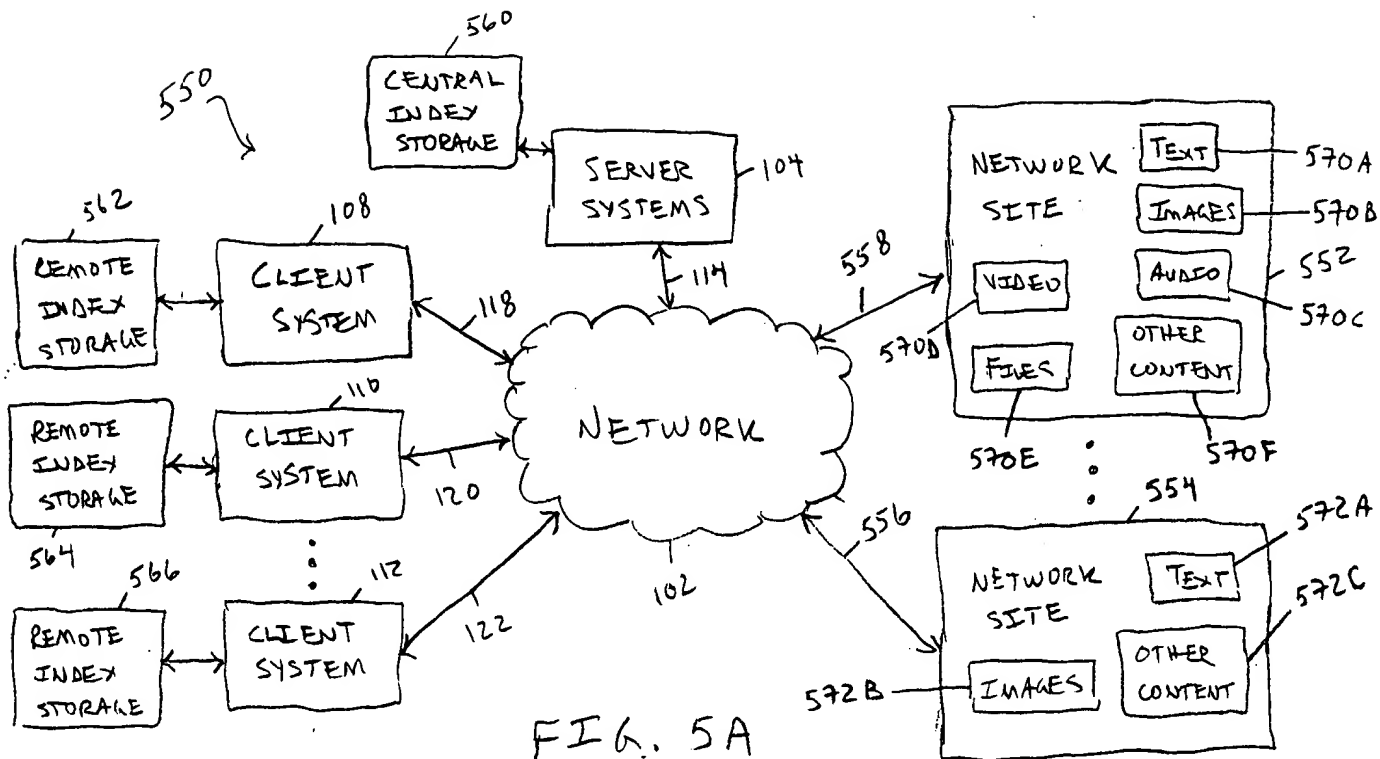 550
560
CENTRAL
INDEX
STORAGE
SERVER
SYSTEMS
104
114
562
REMOTE
INDEX
STORAGE
108
CLIENT
SYSTEM
118
REMOTE
INDEX
STORAGE
564
110
CLIENT
SYSTEM
120
566
REMOTE
INDEX
STORAGE
112
CLIENT
SYSTEM
122
NETWORK
102
558
556
NETWORK
SITE
TEXT
570A
IMAGES
570B
552
AUDIO
570C
VIDEO
570D
OTHER
CONTENT
FILES
570E
570F
554
NETWORK
SITE
TEXT
572A
572C
OTHER
CONTENT
572B
IMAGES
FIG. 5A